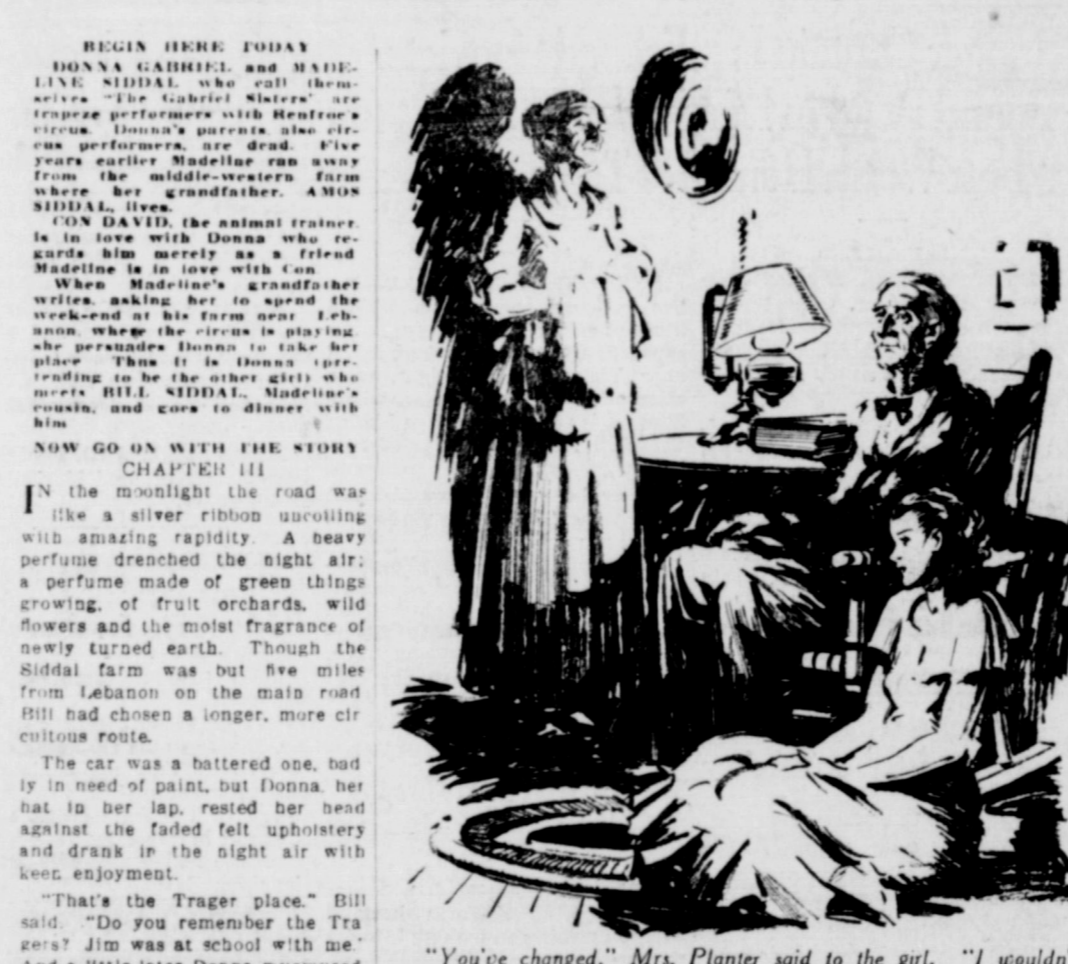 BEGIN HERE TODAY
DONNA GABRIEL and MADE-
LINE SIDDAL who call them-
selves "The Gabriel Sisters" are
trapeze performers with Renfroe's
circus. Donna's parents, also cir-
cus performers, are dead. Five
years earlier Madeline ran away
from the middle-western farm
where her grandfather, AMOS
SIDDAL, lives.
CON DAVID, the animal trainer,
is in love with Donna who re-
gards him merely as a friend
Madeline is in love with Con
When Madeline's grandfather
writes, asking her to spend the
week-end at his farm near Leb-
anon, where the circus is playing,
she persuades Donna to take her
place Thus it is Donna (pre-
tending to be the other girl) who
meets BILL SIDDAL, Madeline's
cousin, and goes to dinner with
him
NOW GO ON WITH THE STORY
CHAPTER III
IN the moonlight the road was
like a silver ribbon uncoiling
with amazing rapidity. A heavy
perfume drenched the night air;
a perfume made of green things
growing, of fruit orchards, wild
flowers and the moist fragrance of
newly turned earth. Though the
Siddal farm was but five miles
from Lebanon on the main road
Bill had chosen a longer, more cir
cuitous route.
The car was a battered one, bad
ly in need of paint, but Donna, her
hat in her lap, rested her head
against the faded felt upholstery
and drank in the night air with
keen enjoyment.
"That's the Trager place." Bill
said. "Do you remember the Tra
gers? Jim was at school with me."
And a little later Donna
"You've changed," Mrs. Planter said to the girl. "I wouldn